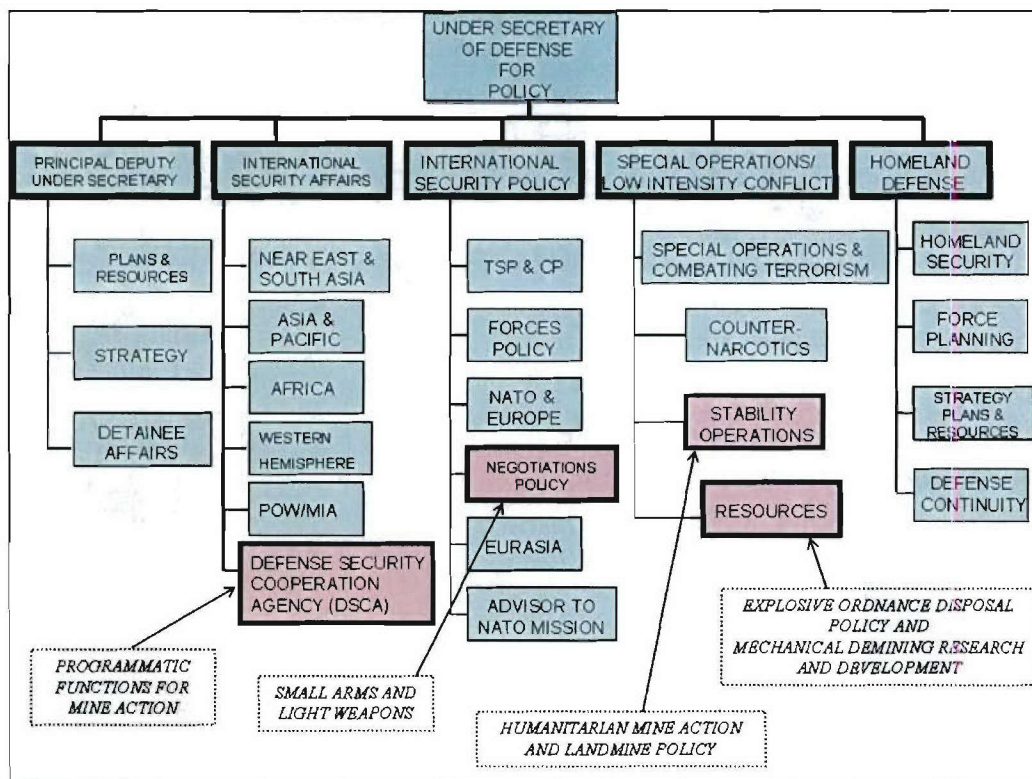 UNDER SECRETARY
OF DEFENSE
FOR
POLICY
PRINCIPAL DEPUTY
UNDER SECRETARY
INTERNATIONAL
SECURITY AFFAIRS
INTERNATIONAL
SECURITY POLICY
SPECIAL OPERATIONS/
LOW INTENSITY CONFLICT
HOMELAND
DEFENSE
PLANS &
RESOURCES
STRATEGY
DETAINEE
AFFAIRS
NEAR EAST &
SOUTH ASIA
ASIA &
PACIFIC
AFRICA
WESTERN
HEMISPHERE
POW/MIA
DEFENSE SECURITY
COOPERATION
AGENCY (DSCA)
TSP & CP
FORCES
POLICY
NATO &
EUROPE
NEGOTIATIONS
POLICY
EURASIA
ADVISOR TO
NATO MISSION
SPECIAL OPERATIONS &
COMBATING TERRORISM
COUNTER-
NARCOTICS
STABILITY
OPERATIONS
RESOURCES
HOMELAND
SECURITY
FORCE
PLANNING
STRATEGY
PLANS &
RESOURCES
DEFENSE
CONTINUITY
PROGRAMMATIC
FUNCTIONS FOR
MINE ACTION
SMALL ARMS AND
LIGHT WEAPONS
HUMANITARIAN MINE ACTION
AND LANDMINE POLICY
EXPLOSIVE ORDNANCE DISPOSAL
POLICY AND
MECHANICAL DEMINING RESEARCH
AND DEVELOPMENT